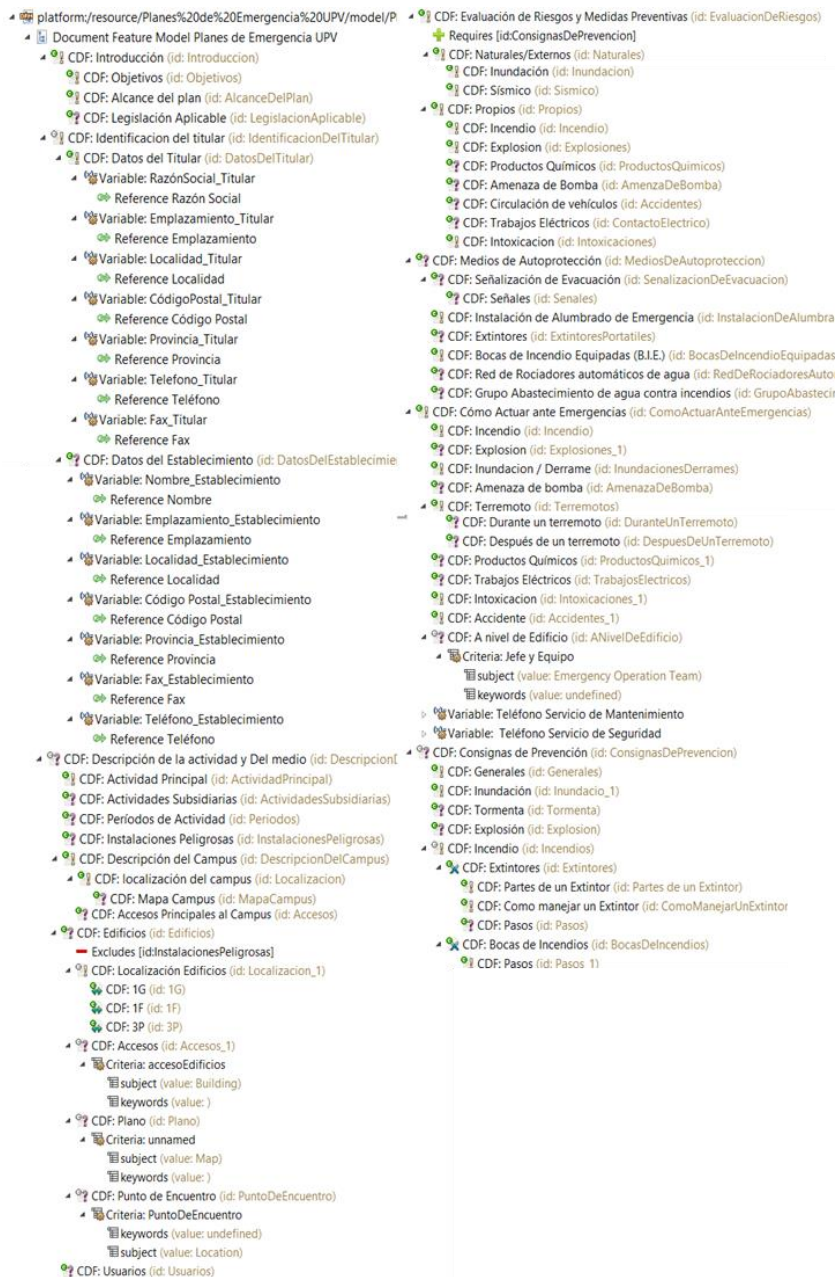 platform:/resource/Planes%20de%20Emergencia%20UPV/model/P
Document Feature Model Planes de Emergencia UPV
CDF: Introducción (id: Introduccion)
CDF: Objetivos (id: Objetivos)
CDF: Alcance del plan (id: AlcanceDelPlan)
CDF: Legislación Aplicable (id: LegislacionAplicable)
CDF: Identificacion del titular (id: IdentificacionDelTitular)
CDF: Datos del Titular (id: DatosDelTitular)
Variable: RazónSocial_Titular
Reference Razón Social
Variable: Emplazamiento_Titular
Reference Emplazamiento
Variable: Localidad_Titular
Reference Localidad
Variable: CódigoPostal_Titular
Reference Código Postal
Variable: Provincia_Titular
Reference Provincia
Variable: Telefono_Titular
Reference Teléfono
Variable: Fax_Titular
Reference Fax
CDF: Datos del Establecimiento (id: DatosDelEstablecimie
Variable: Nombre_Establecimiento
Reference Nombre
Variable: Emplazamiento_Establecimiento
Reference Emplazamiento
Variable: Localidad_Establecimiento
Reference Localidad
Variable: Código Postal_Establecimiento
Reference Código Postal
Variable: Provincia_Establecimiento
Reference Provincia
Variable: Fax_Establecimiento
Reference Fax
Variable: Teléfono_Establecimiento
Reference Teléfono
CDF: Descripción de la actividad y Del medio (id: DescripcionD
CDF: Actividad Principal (id: ActividadPrincipal)
CDF: Actividades Subsidiarias (id: ActividadesSubsidiarias)
CDF: Períodos de Actividad (id: Periodos)
CDF: Instalaciones Peligrosas (id: InstalacionesPeligrosas)
CDF: Descripción del Campus (id: DescripcionDelCampus)
CDF: localización del campus (id: Localizacion)
CDF: Mapa Campus (id: MapaCampus)
CDF: Accesos Principales al Campus (id: Accesos)
CDF: Edificios (id: Edificios)
Excludes [id:InstalacionesPeligrosas]
CDF: Localización Edificios (id: Localizacion_1)
CDF: 1G (id: 1G)
CDF: 1F (id: 1F)
CDF: 3P (id: 3P)
CDF: Accesos (id: Accesos_1)
Criteria: accesoEdificios
subject (value: Building)
keywords (value: )
CDF: Plano (id: Plano)
Criteria: unnamed
subject (value: Map)
keywords (value: )
CDF: Punto de Encuentro (id: PuntoDeEncuentro)
Criteria: PuntoDeEncuentro
keywords (value: undefined)
subject (value: Location)
CDF: Usuarios (id: Usuarios)
CDF: Evaluación de Riesgos y Medidas Preventivas (id: EvaluacionDeRiesgos)
Requires [id:ConsignasDePrevencion]
CDF: Naturales/Externos (id: Naturales)
CDF: Inundación (id: Inundacion)
CDF: Sísmico (id: Sismico)
CDF: Propios (id: Propios)
CDF: Incendio (id: Incendio)
CDF: Explosion (id: Explosiones)
CDF: Productos Químicos (id: ProductosQuimicos)
CDF: Amenaza de Bomba (id: AmenzaDeBomba)
CDF: Circulación de vehículos (id: Accidentes)
CDF: Trabajos Eléctricos (id: ContactoElectrico)
CDF: Intoxicacion (id: Intoxicaciones)
CDF: Medios de Autoprotección (id: MediosDeAutoproteccion)
CDF: Señalización de Evacuación (id: SenalizacionDeEvacuacion)
CDF: Señales (id: Senales)
CDF: Instalación de Alumbrado de Emergencia (id: InstalacionDeAlumbra
CDF: Extintores (id: ExtintoresPortatiles)
CDF: Bocas de Incendio Equipadas (B.I.E.) (id: BocasDeIncendioEquipadas
CDF: Red de Rociadores automáticos de agua (id: RedDeRociadoresAuto
CDF: Grupo Abastecimiento de agua contra incendios (id: GrupoAbastecir
CDF: Cómo Actuar ante Emergencias (id: ComoActuarAnteEmergencias)
CDF: Incendio (id: Incendio)
CDF: Explosion (id: Explosiones_1)
CDF: Inundacion / Derrame (id: InundacionesDerrames)
CDF: Amenaza de bomba (id: AmenazaDeBomba)
CDF: Terremoto (id: Terremotos)
CDF: Durante un terremoto (id: DuranteUnTerremoto)
CDF: Después de un terremoto (id: DespuesDeUnTerremoto)
CDF: Productos Químicos (id: ProductosQuimicos_1)
CDF: Trabajos Eléctricos (id: TrabajosElectricos)
CDF: Intoxicacion (id: Intoxicaciones_1)
CDF: Accidente (id: Accidentes_1)
CDF: A nivel de Edificio (id: ANivelDeEdificio)
Criteria: Jefe y Equipo
subject (value: Emergency Operation Team)
keywords (value: undefined)
Variable: Teléfono Servicio de Mantenimiento
Variable: Teléfono Servicio de Seguridad
CDF: Consignas de Prevención (id: ConsignasDePrevencion)
CDF: Generales (id: Generales)
CDF: Inundación (id: Inundacio_1)
CDF: Tormenta (id: Tormenta)
CDF: Explosión (id: Explosion)
CDF: Incendio (id: Incendios)
CDF: Extintores (id: Extintores)
CDF: Partes de un Extintor (id: Partes de un Extintor)
CDF: Como manejar un Extintor (id: ComoManejarUnExtintor
CDF: Pasos (id: Pasos)
CDF: Bocas de Incendios (id: BocasDeIncendios)
CDF: Pasos (id: Pasos_1)